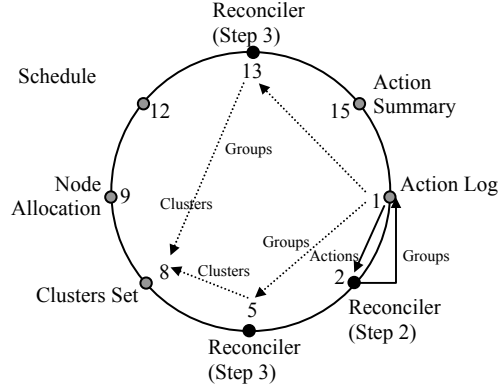 Reconciler
(Step 3)
13
Schedule
Action
Summary
12
15
Groups
Node
Allocation
9
1
Action Log
Clusters
Groups
Actions
Groups
8
Clusters
2
Clusters Set
5
Reconciler
(Step 2)
Reconciler
(Step 3)